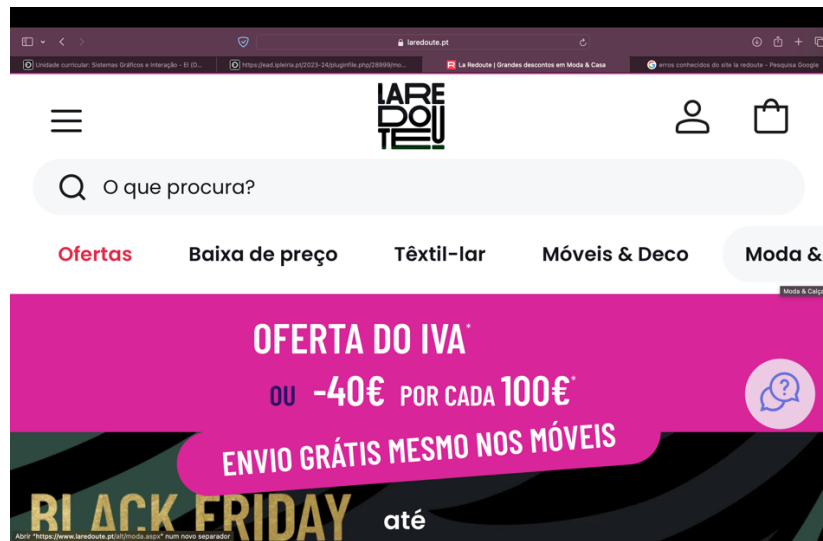 laredoute.pt
Unidade curricular: Sistemas Gráficos e Interação - EI (D...
https://ead.ipleiria.pt/2023-24/pluginfile.php/28999/mo...
La Redoute | Grandes descontos em Moda & Casa
erros conhecidos do site la redoute - Pesquisa Google
LA RE
DOU
TE
O que procura?
Ofertas Baixa de preço Têxtil-lar Móveis & Deco Moda &
Moda & Calça
OFERTA DO IVA*
OU -40€ POR CADA 100€*
ENVIO GRÁTIS MESMO NOS MÓVEIS
BLACK FRIDAY até
Abrir "https://www.laredoute.pt/alt/moda.aspx" num novo separador